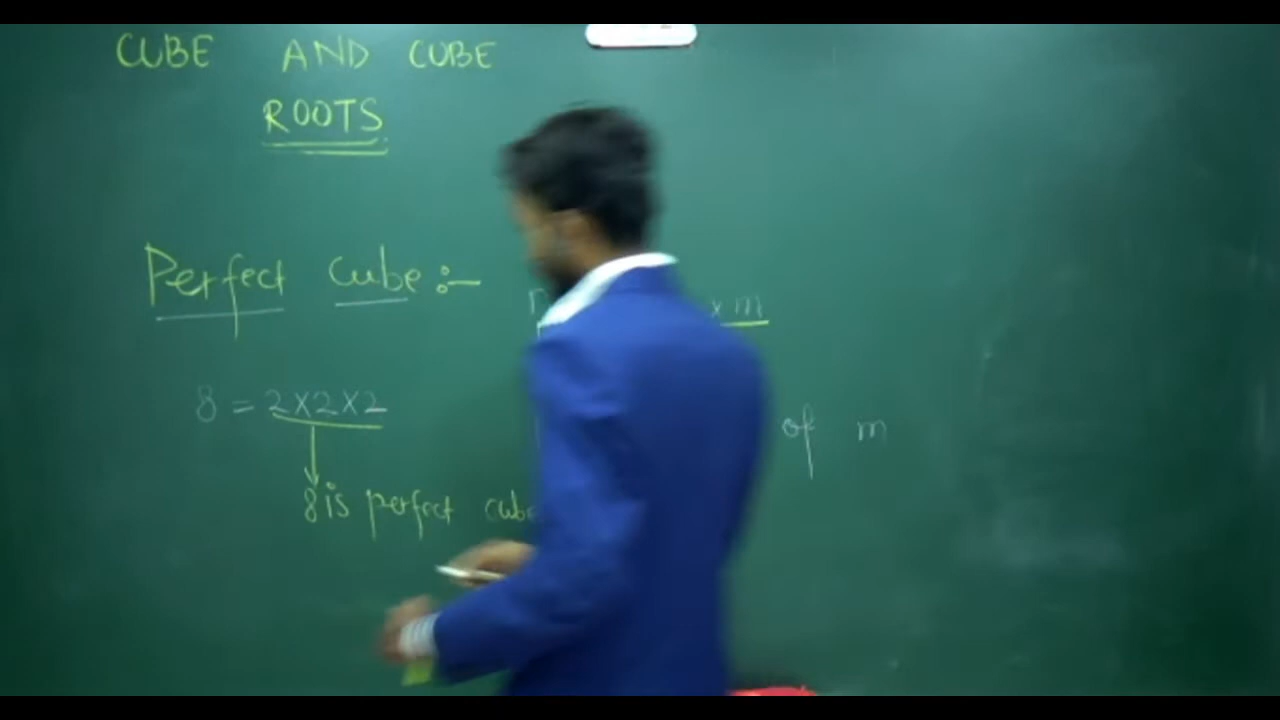 CUBE AND CUBE
ROOTS
Perfect Cube :-
x m
8 = 2×2×2
of m
8 is perfect cube